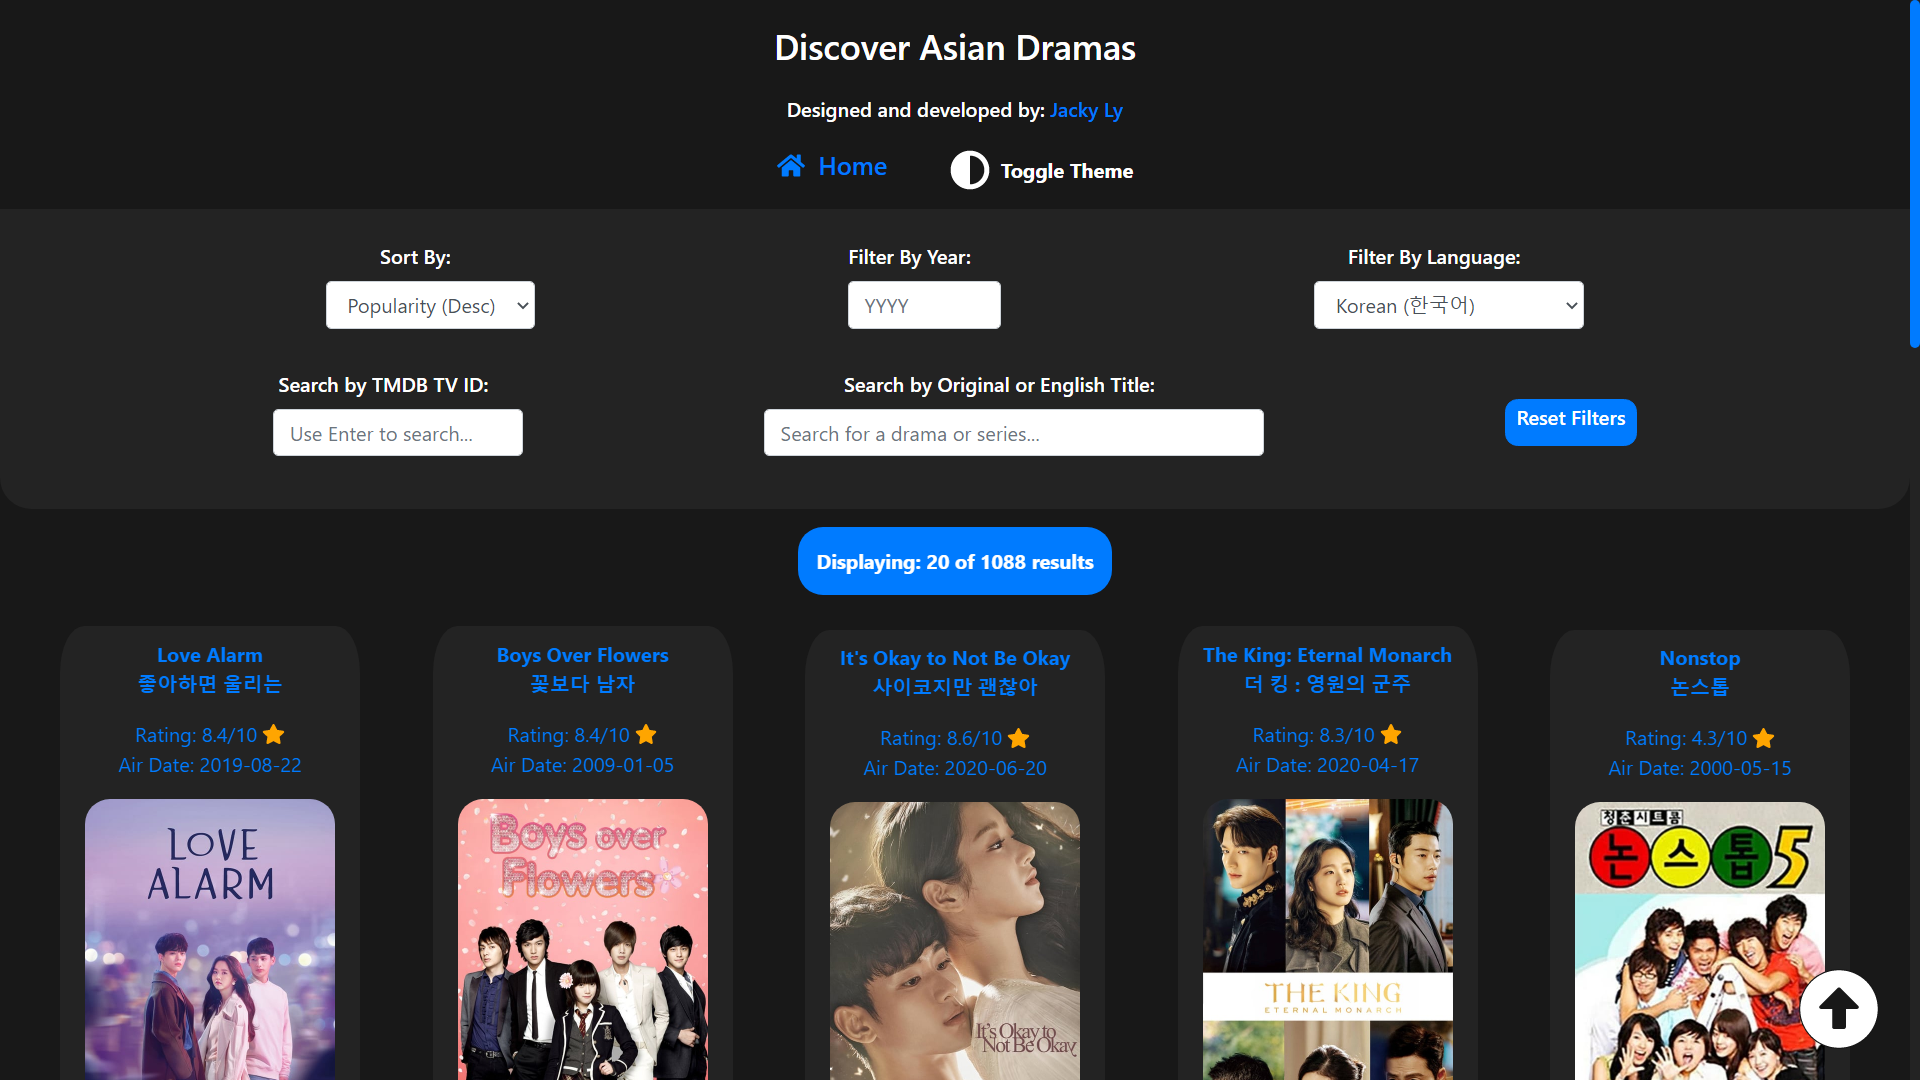 Discover Asian Dramas
Designed and developed by: Jacky Ly
Home
Toggle Theme
Sort By:
Popularity (Desc)
Filter By Year:
YYYY
Filter By Language:
Korean (한국어)
Search by TMDB TV ID:
Use Enter to search...
Search by Original or English Title:
Search for a drama or series...
Reset Filters
Displaying: 20 of 1088 results
Love Alarm
좋아하면 울리는
Rating: 8.4/10
Air Date: 2019-08-22
LOVE
ALARM
Boys Over Flowers
꽃보다 남자
Rating: 8.4/10
Air Date: 2009-01-05
Boys over
Flowers
It's Okay to Not Be Okay
사이코지만 괜찮아
Rating: 8.6/10
Air Date: 2020-06-20
It's Okay to
Not Be Okay
The King: Eternal Monarch
더 킹 : 영원의 군주
Rating: 8.3/10
Air Date: 2020-04-17
THE KING
ETERNAL MONARCH
Nonstop
논스톱
Rating: 4.3/10
Air Date: 2000-05-15
청춘시트콤
논스톱5